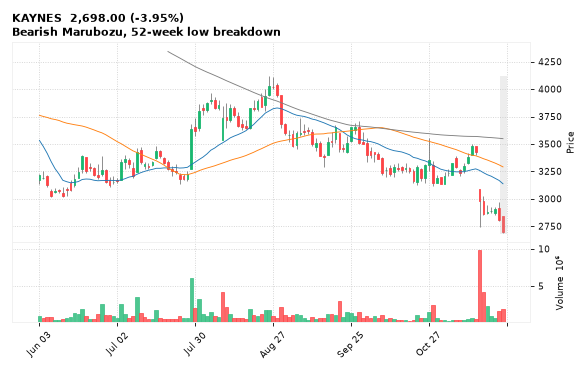 KAYNES 2,698.00 (-3.95%)
Bearish Marubozu, 52-week low breakdown
4250
4000
3750
3500
3250
3000
2750
Price
10
5
Volume 10⁶
Jun 03
Jul 02
Jul 30
Aug 27
Sep 25
Oct 27